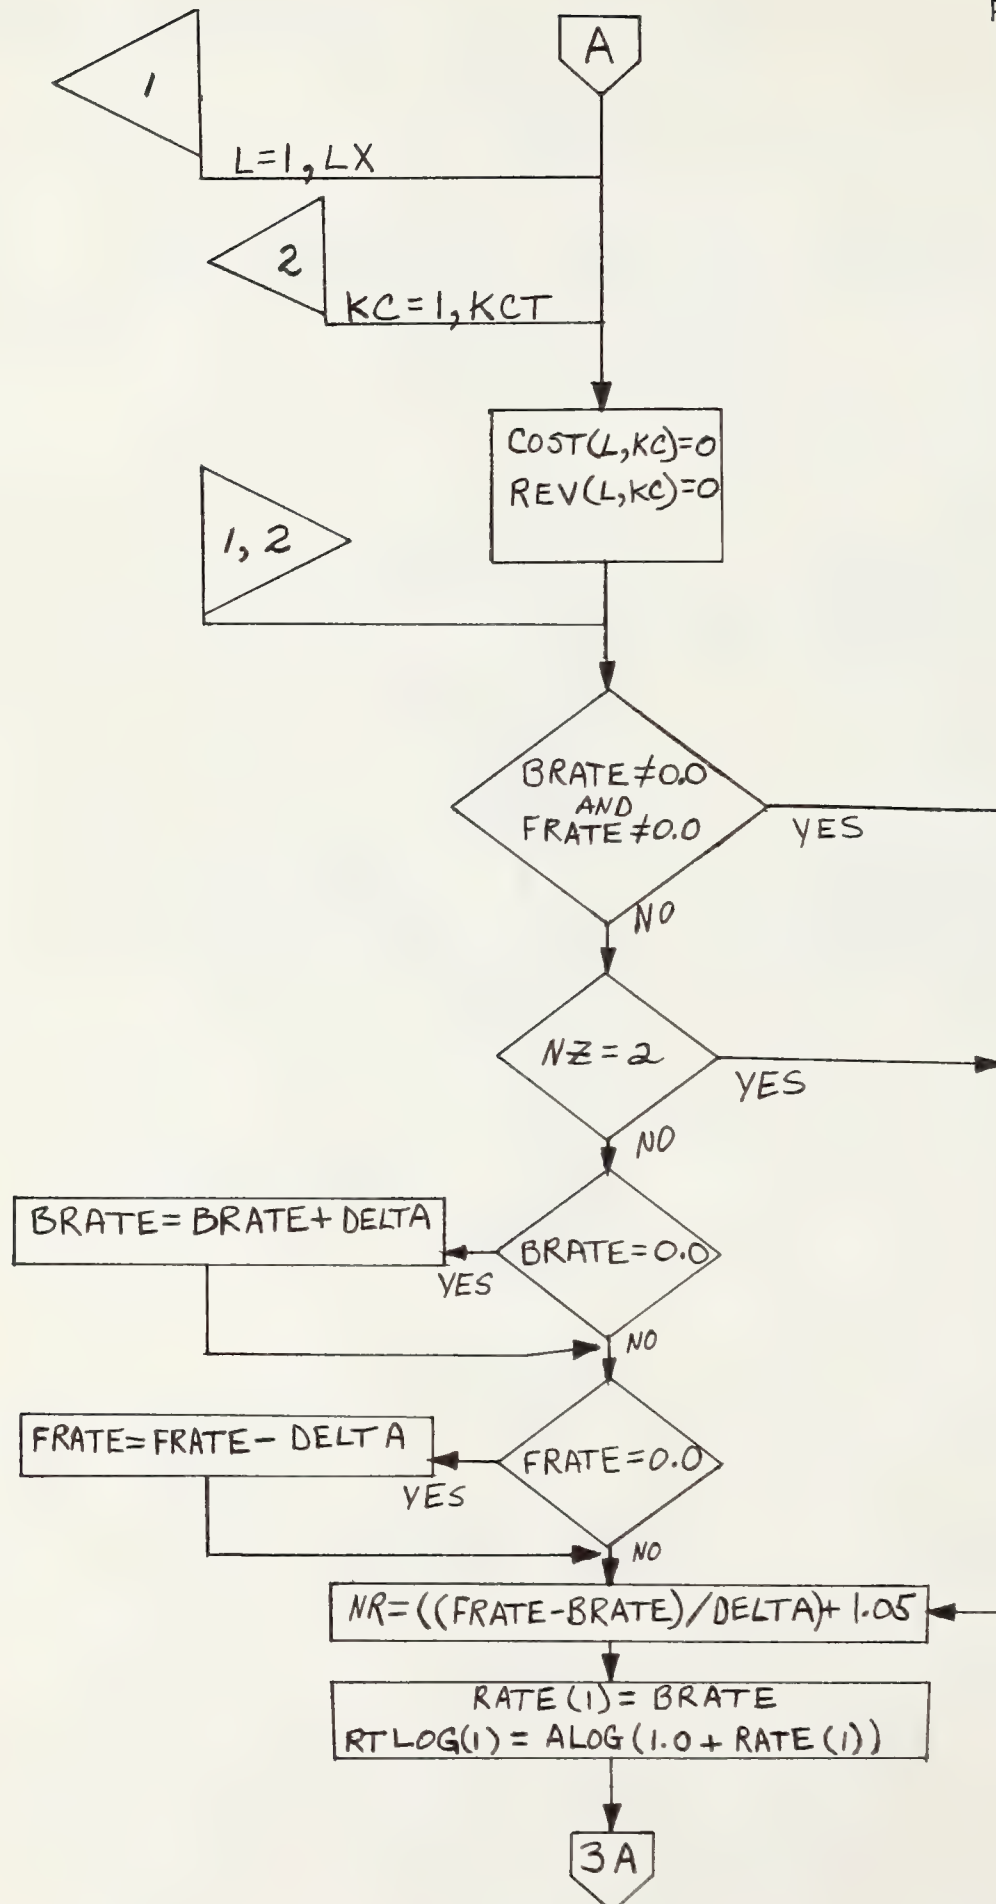 A
1
L=1, LX
2
KC=1, KCT
COST(L,KC)=0
REV(L,KC)=0
1, 2
BRATE≠0.0
AND
FRATE≠0.0
YES
NO
NZ=2
YES
NO
BRATE=BRATE+DELTA
BRATE=0.0
YES
NO
FRATE=FRATE-DELTA
FRATE=0.0
YES
NO
NR=((FRATE-BRATE)/DELTA)+1.05
RATE(1)=BRATE
RTLOG(1)=ALOG(1.0+RATE(1))
3A